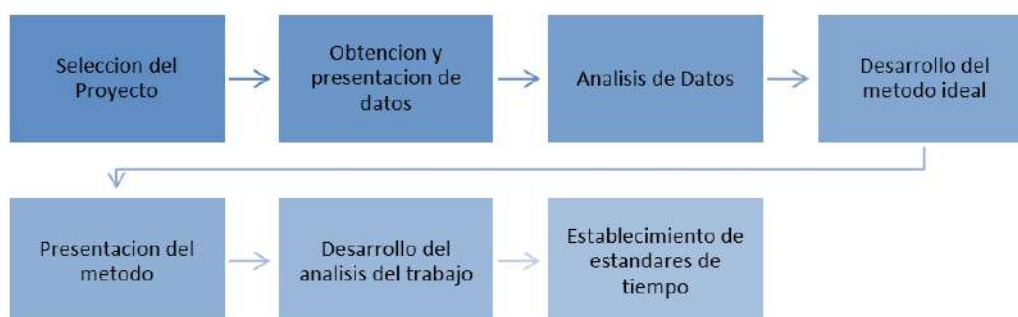 Seleccion del
Proyecto
Obtencion y
presentacion de
datos
Analisis de Datos
Desarrollo del
metodo ideal
Presentacion del
metodo
Desarrollo del
analisis del trabajo
Establecimiento de
estandares de
tiempo